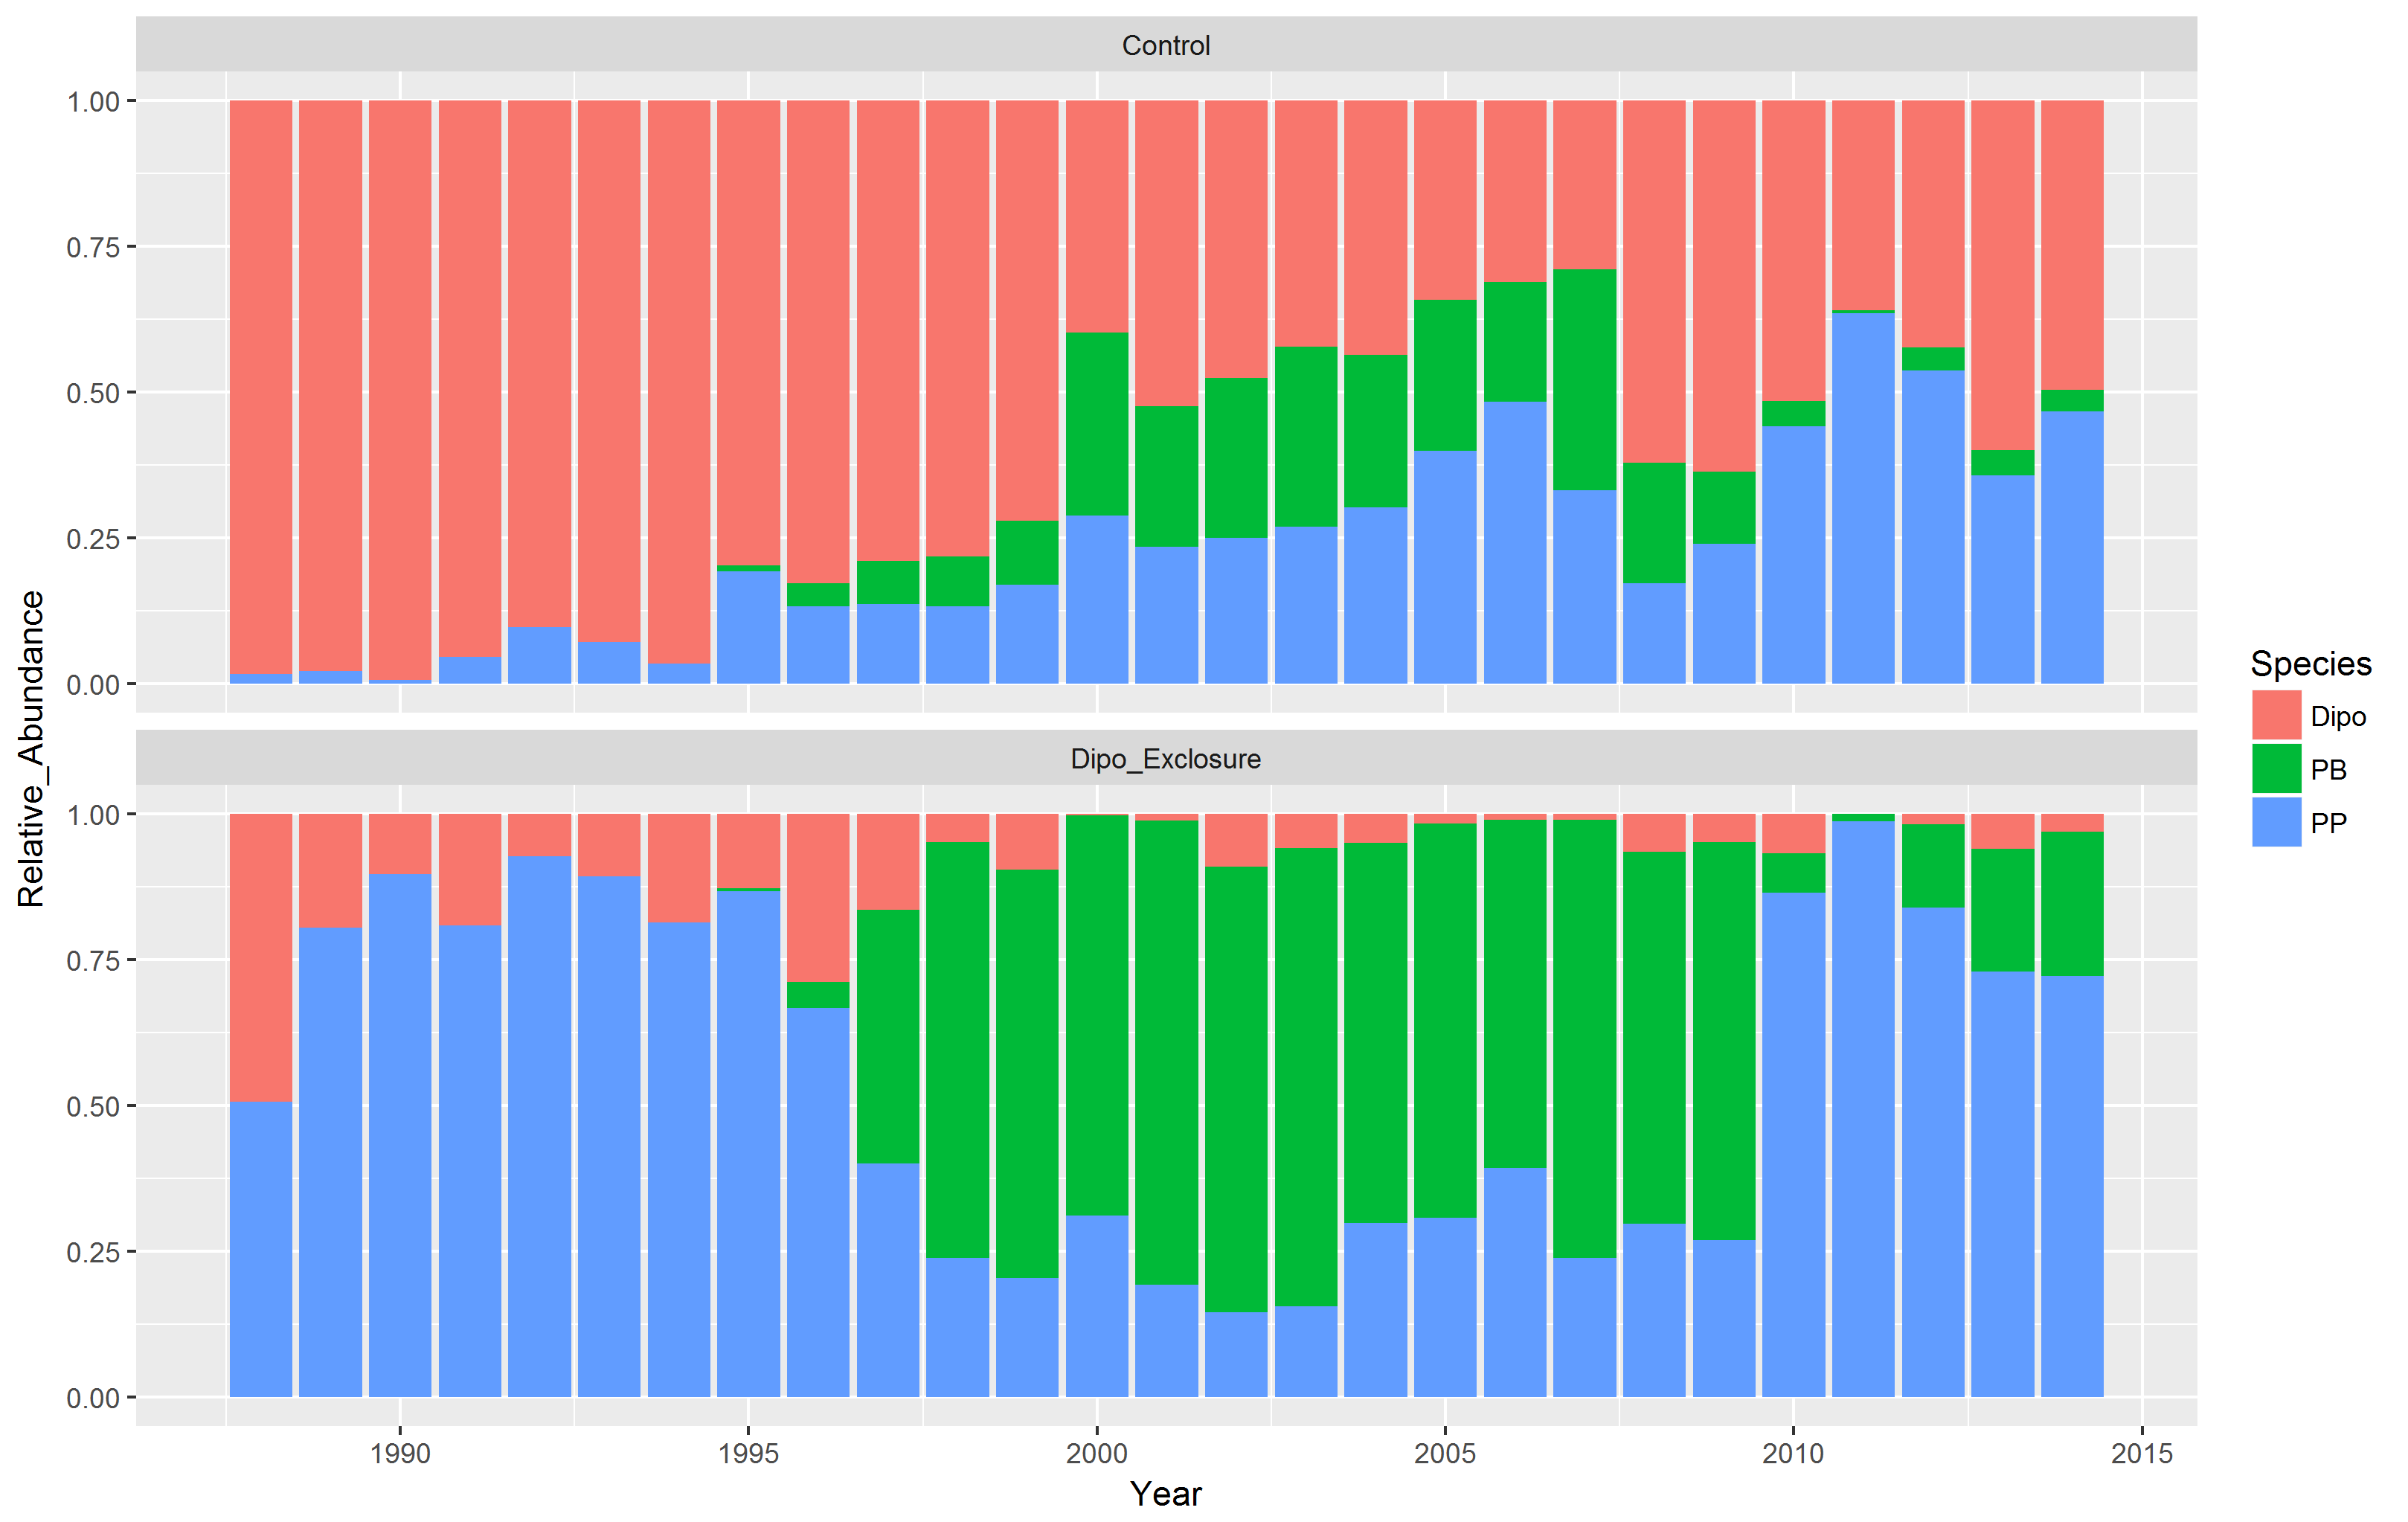 Control
1.00
0.75
0.50
0.25
0.00
Relative_Abundance
Dipo_Exclosure
1.00
0.75
0.50
0.25
0.00
1990 1995 2000 2005 2010 2015
Year
Species
Dipo
PB
PP